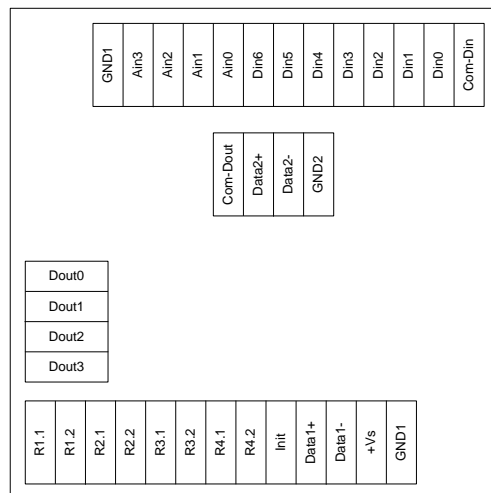 GND1 Ain3 Ain2 Ain1 Ain0 Din6 Din5 Din4 Din3 Din2 Din1 Din0 Com-Din
Com-Dout Data2+ Data2- GND2
Dout0
Dout1
Dout2
Dout3
R1.1 R1.2 R2.1 R2.2 R3.1 R3.2 R4.1 R4.2 Init Data1+ Data1- +Vs GND1